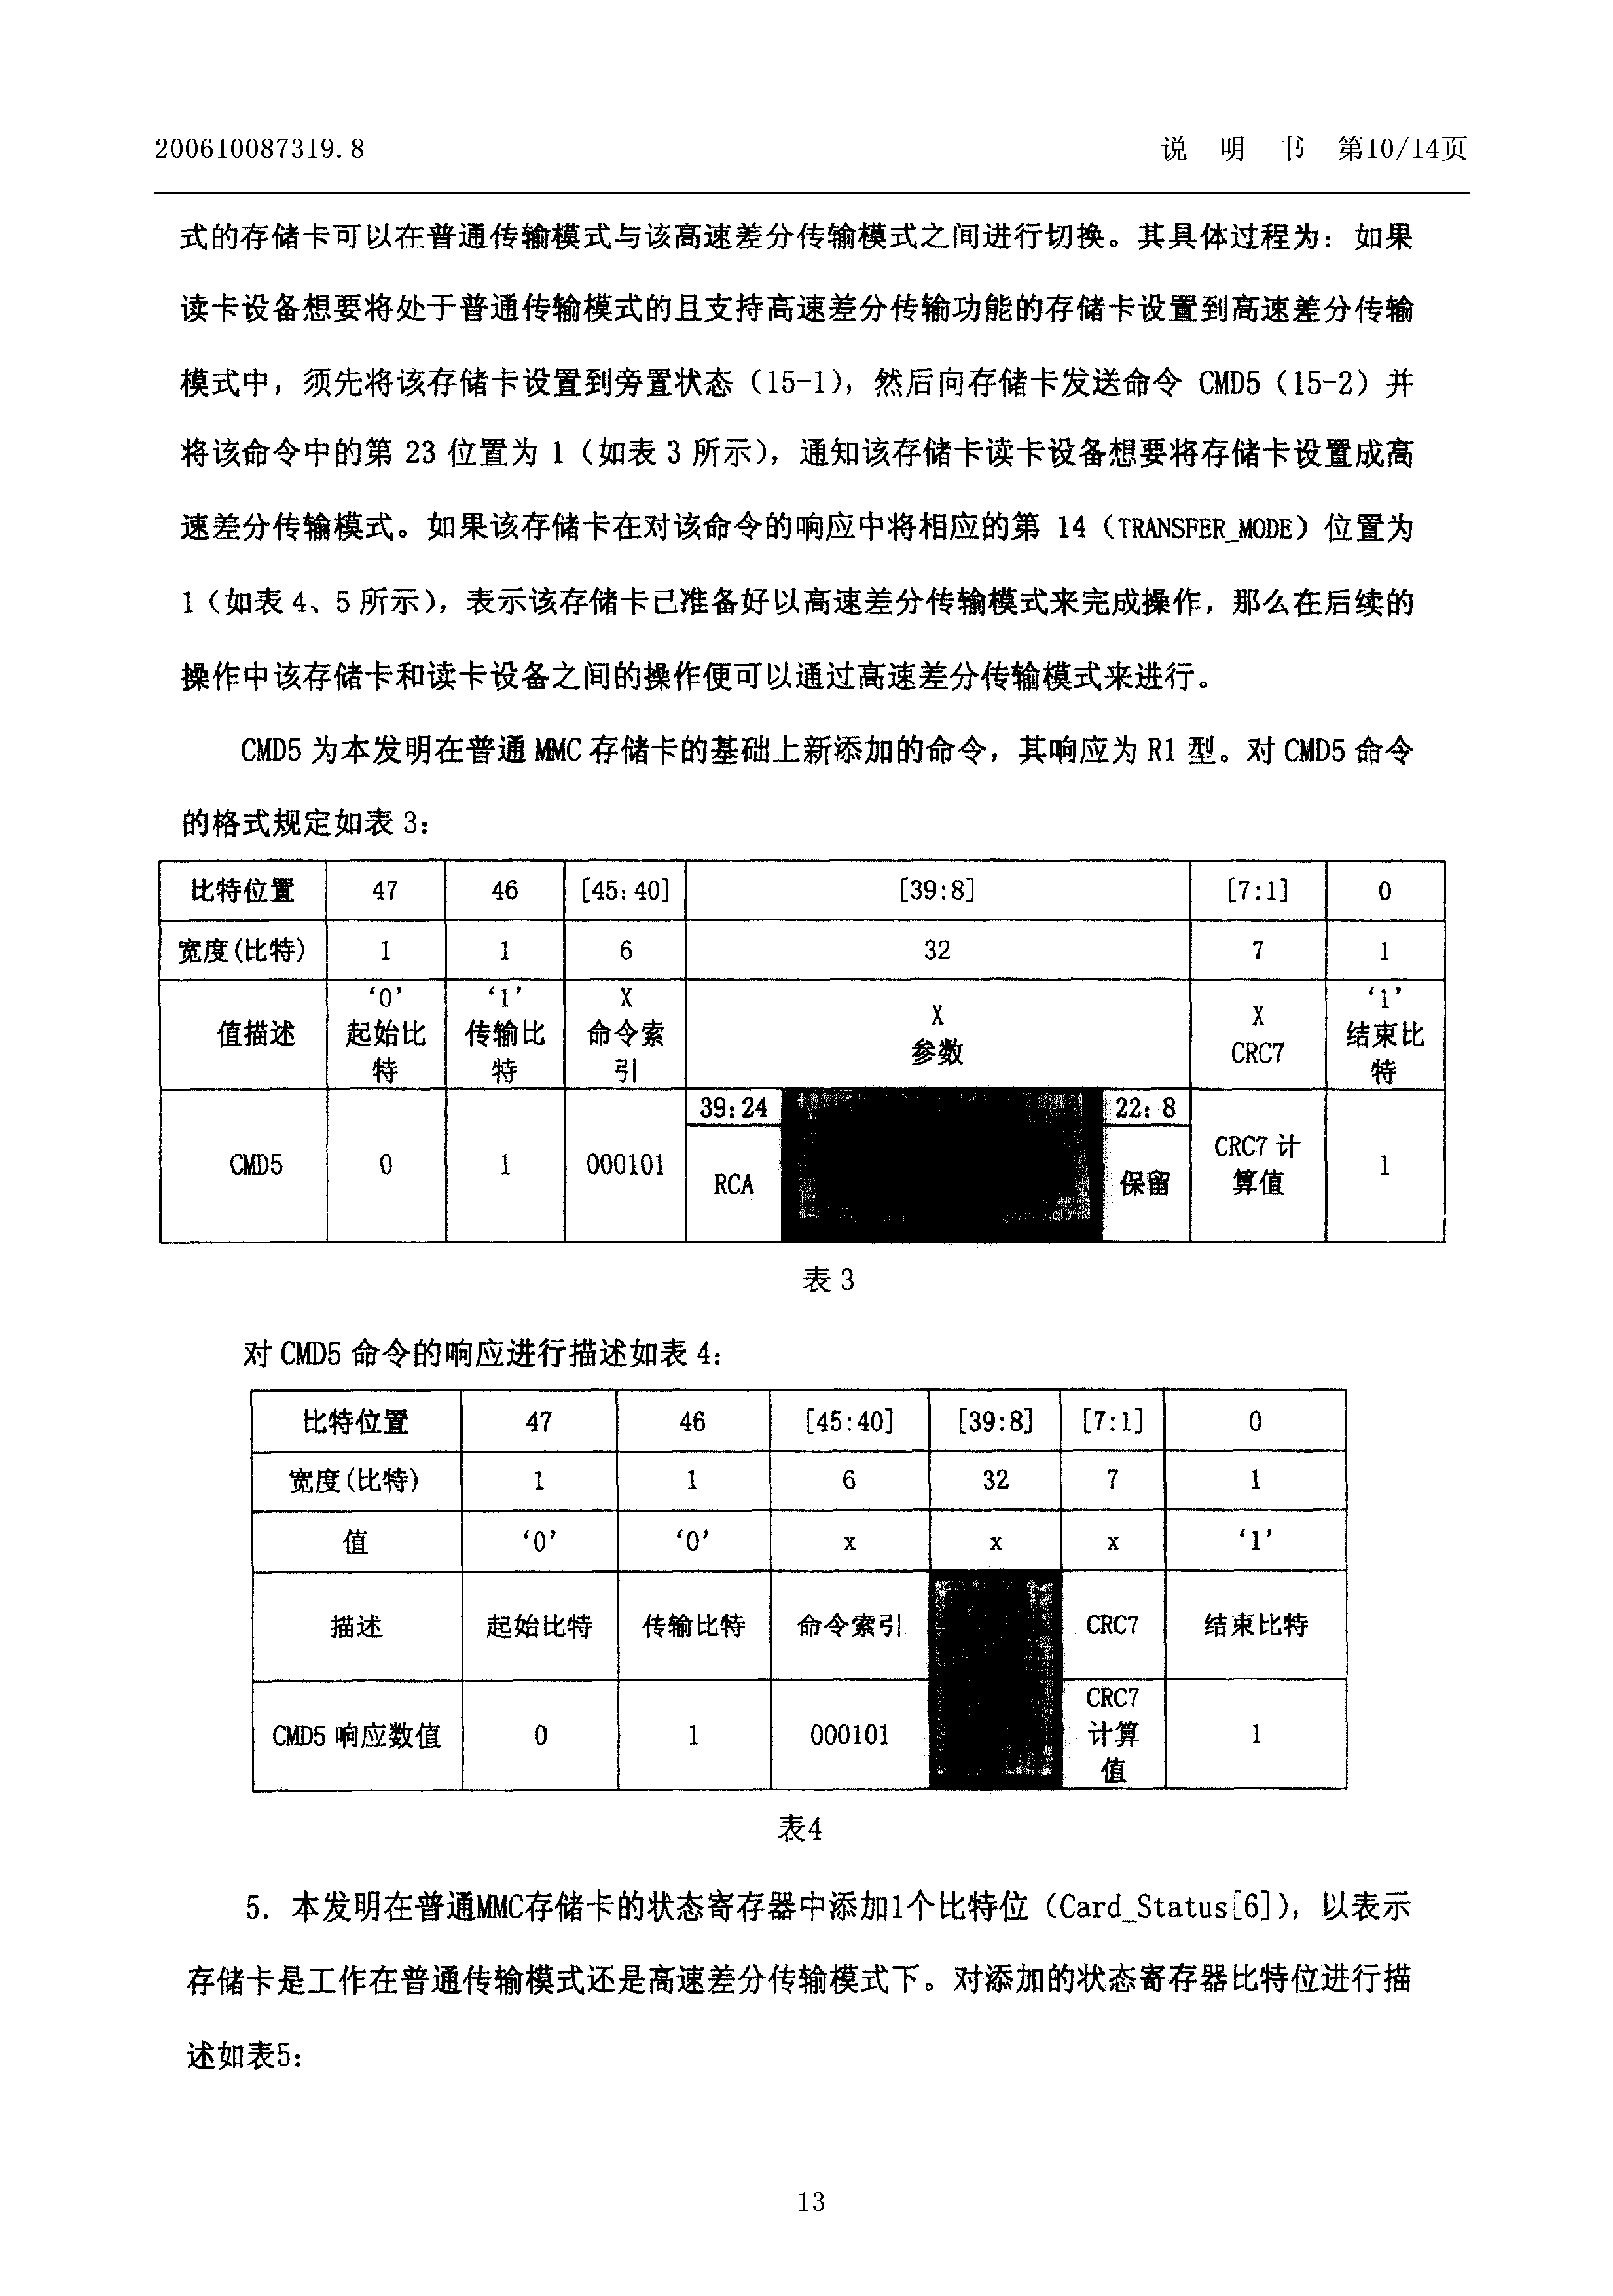 200610087319.8 说 明 书 第10/14页
式的存储卡可以在普通传输模式与该高速差分传输模式之间进行切换。其具体过程为：如果
读卡设备想要将处于普通传输模式的且支持高速差分传输功能的存储卡设置到高速差分传输
模式中，须先将该存储卡设置到旁置状态（15-1），然后向存储卡发送命令 CMD5（15-2）并
将该命令中的第 23 位置为 1（如表 3 所示），通知该存储卡读卡设备想要将存储卡设置成高
速差分传输模式。如果该存储卡在对该命令的响应中将相应的第 14（TRANSFER_MODE）位置为
1（如表 4、5 所示），表示该存储卡已准备好以高速差分传输模式来完成操作，那么在后续的
操作中该存储卡和读卡设备之间的操作便可以通过高速差分传输模式来进行。
CMD5 为本发明在普通 MMC 存储卡的基础上新添加的命令，其响应为 R1 型。对 CMD5 命令
的格式规定如表 3：
比特位置 47 46 [45:40] [39:8] [7:1] 0
宽度(比特) 1 1 6 32 7 1
值描述 ‘0’起始比特 ‘1’传输比特 X命令索引 X参数 X CRC7 ‘1’结束比特
CMD5 0 1 000101 39:24 RCA 22:8 保留 CRC7 计算值 1
表 3
对 CMD5 命令的响应进行描述如表 4：
比特位置 47 46 [45:40] [39:8] [7:1] 0
宽度(比特) 1 1 6 32 7 1
值 ‘0’ ‘0’ x x x ‘1’
描述 起始比特 传输比特 命令索引 CRC7 结束比特
CMD5 响应数值 0 1 000101 CRC7 计算值 1
表4
5. 本发明在普通MMC存储卡的状态寄存器中添加1个比特位（Card_Status[6]），以表示
存储卡是工作在普通传输模式还是高速差分传输模式下。对添加的状态寄存器比特位进行描
述如表5：
13